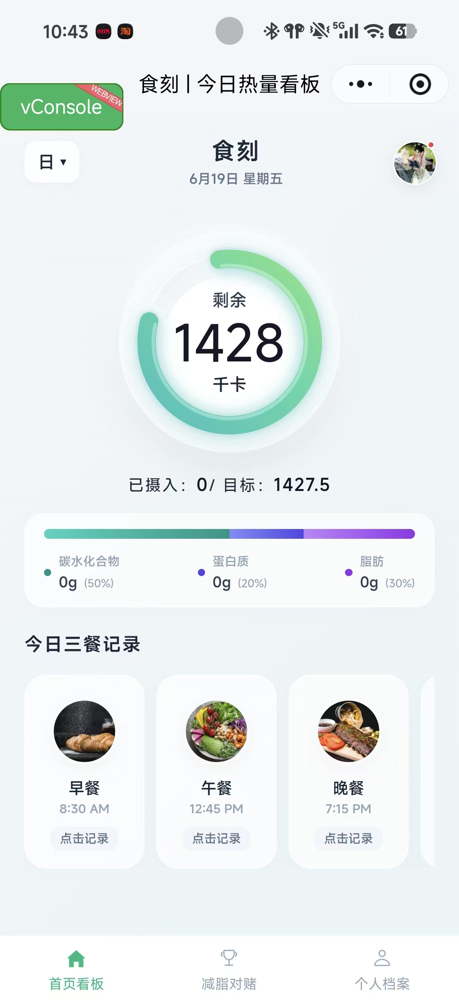 10:43 小红书 淘 5G 61
食刻 | 今日热量看板
WEBVIEW
vConsole
日 ▼
食刻
6月19日 星期五
剩余
1428
千卡
已摄入： 0/ 目标： 1427.5
碳水化合物 蛋白质 脂肪
0g (50%) 0g (20%) 0g (30%)
今日三餐记录
早餐 午餐 晚餐
8:30 AM 12:45 PM 7:15 PM
点击记录 点击记录 点击记录
首页看板 减脂对赌 个人档案